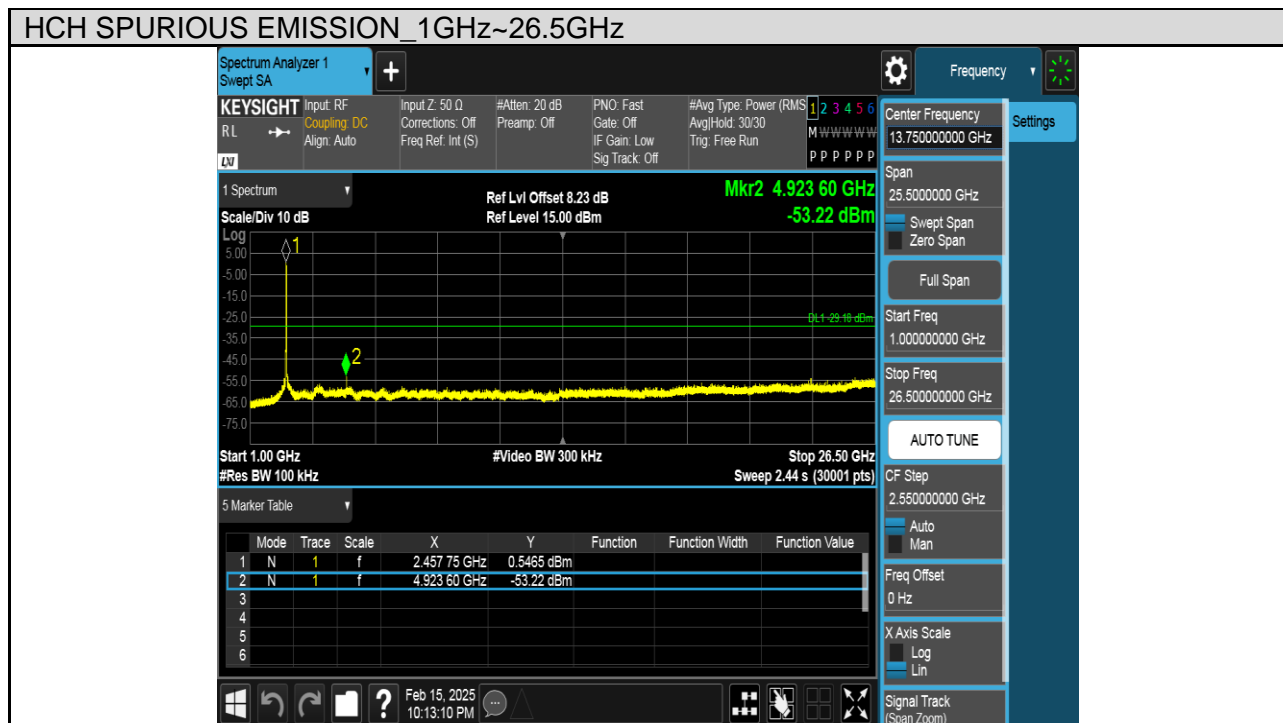 HCH SPURIOUS EMISSION_1GHz~26.5GHz
Spectrum Analyzer 1
Swept SA
+
Frequency
KEYSIGHT
RL
LXI
Input: RF
Coupling: DC
Align: Auto
Input Z: 50 Ω
Corrections: Off
Freq Ref: Int (S)
#Atten: 20 dB
Preamp: Off
PNO: Fast
Gate: Off
IF Gain: Low
Sig Track: Off
#Avg Type: Power (RMS
Avg|Hold: 30/30
Trig: Free Run
1 2 3 4 5 6
M W W W W W
P P P P P P
1 Spectrum
Scale/Div 10 dB
Ref Lvl Offset 8.23 dB
Ref Level 15.00 dBm
Mkr2 4.923 60 GHz
-53.22 dBm
Log
5.00
-5.00
-15.0
-25.0
-35.0
-45.0
-55.0
-65.0
-75.0
1
2
DL1 -29.18 dBm
Start 1.00 GHz
#Video BW 300 kHz
Stop 26.50 GHz
#Res BW 100 kHz
Sweep 2.44 s (30001 pts)
5 Marker Table
Mode Trace Scale X Y Function Function Width Function Value
1 N 1 f 2.457 75 GHz 0.5465 dBm
2 N 1 f 4.923 60 GHz -53.22 dBm
3
4
5
6
?
Feb 15, 2025
10:13:10 PM
Center Frequency
13.750000000 GHz
Settings
Span
25.5000000 GHz
Swept Span
Zero Span
Full Span
Start Freq
1.000000000 GHz
Stop Freq
26.500000000 GHz
AUTO TUNE
CF Step
2.550000000 GHz
Auto
Man
Freq Offset
0 Hz
X Axis Scale
Log
Lin
Signal Track
(Span Zoom)